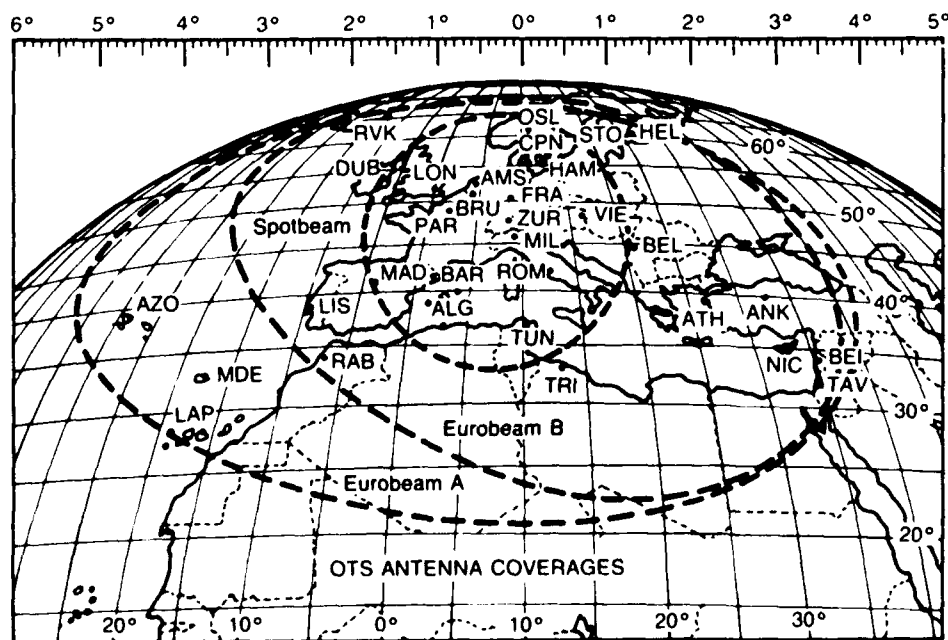 6° 5° 4° 3° 2° 1° 0° 1° 2° 3° 4° 5°
OSL
RVK CPN STO HEL
60°
DUB LON AMS HAM
FRA
BRU
Spotbeam PAR ZUR VIE 50°
MIL BEL
MAD BAR ROM
AZO LIS ALG ATH ANK 40°
TUN
RAB NIC BEI
MDE TRI TAV
LAP 30°
Eurobeam B
Eurobeam A
20°
OTS ANTENNA COVERAGES
20° 10° 0° 10° 20° 30°